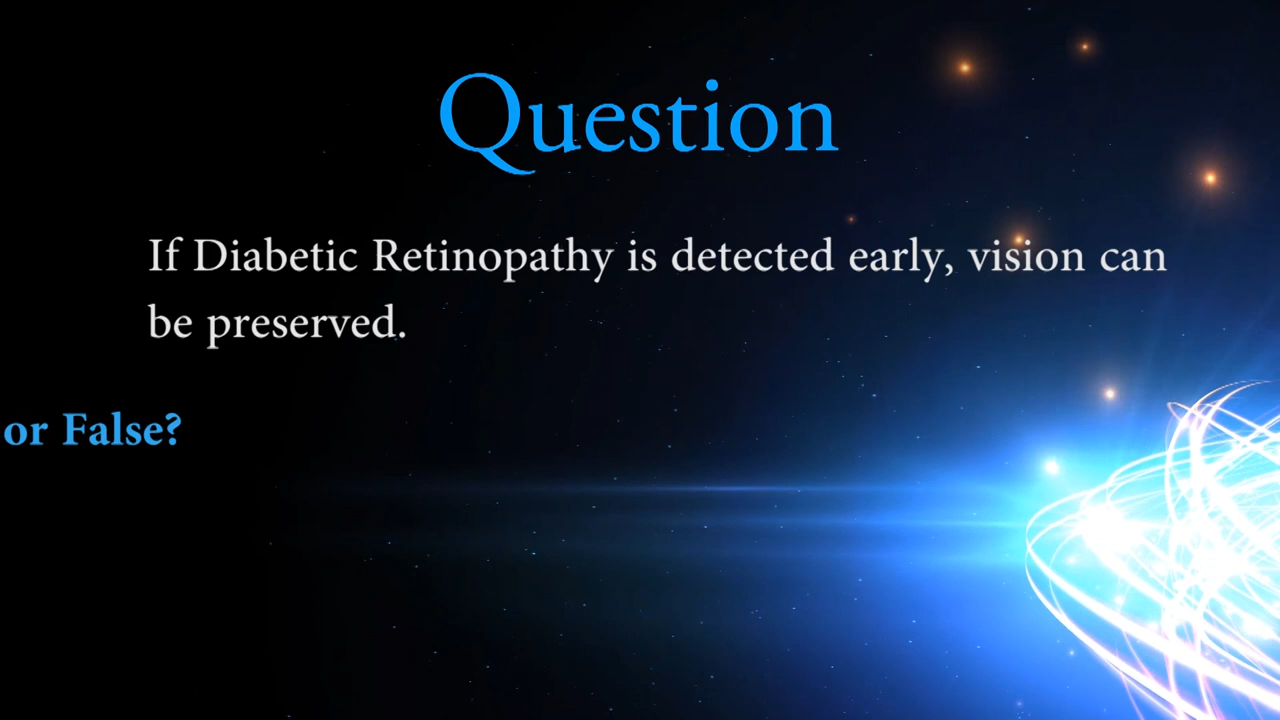 Question
If Diabetic Retinopathy is detected early, vision can
be preserved.
or False?